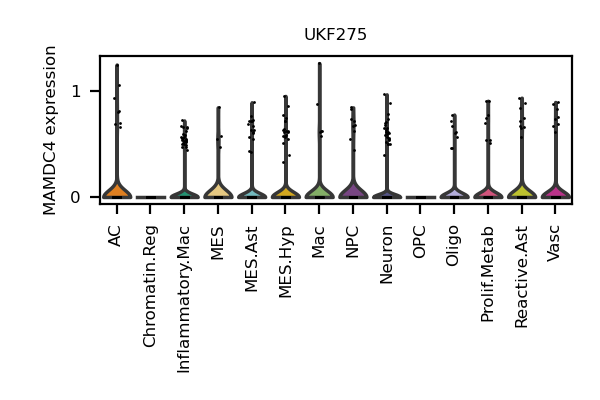 UKF275
MAMDC4 expression
1
0
AC
Chromatin.Reg
Inflammatory.Mac
MES
MES.Ast
MES.Hyp
Mac
NPC
Neuron
OPC
Oligo
Prolif.Metab
Reactive.Ast
Vasc